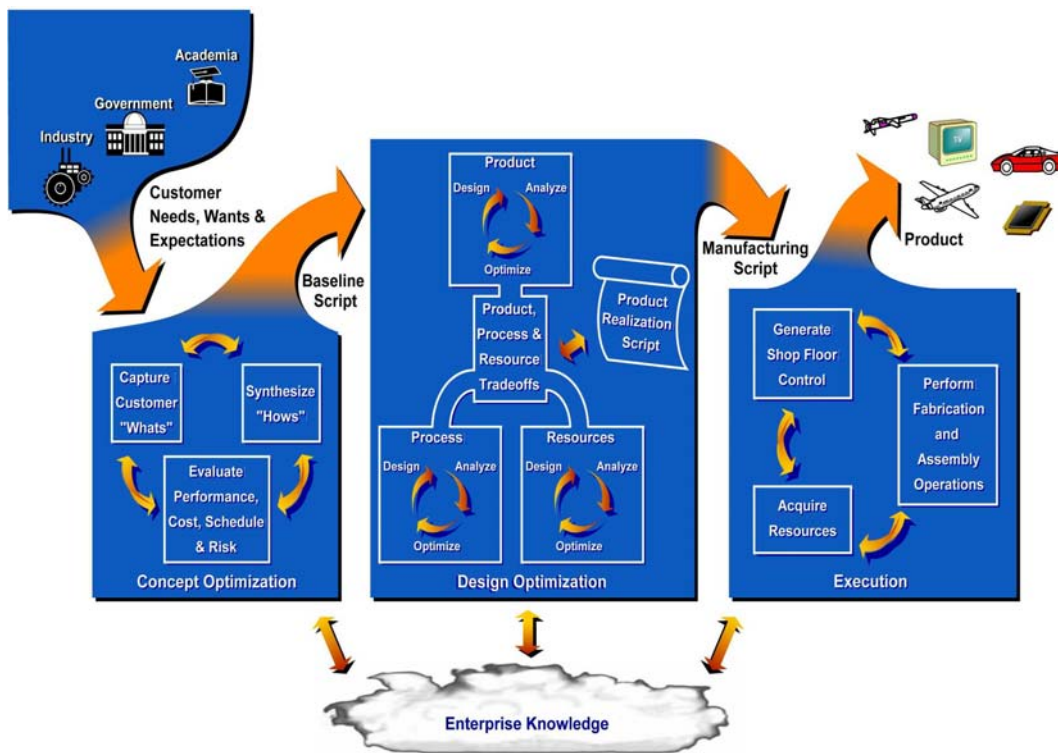 Academia
Government
Industry
Customer
Needs, Wants &
Expectations
Baseline
Script
Capture
Customer
"Whats"
Synthesize
"Hows"
Evaluate
Performance,
Cost, Schedule
& Risk
Concept Optimization
Product
Design
Analyze
Optimize
Product,
Process &
Resource
Tradeoffs
Product
Realization
Script
Process
Design
Analyze
Optimize
Resources
Design
Analyze
Optimize
Design Optimization
Manufacturing
Script
TV
Product
Generate
Shop Floor
Control
Perform
Fabrication
and
Assembly
Operations
Acquire
Resources
Execution
Enterprise Knowledge